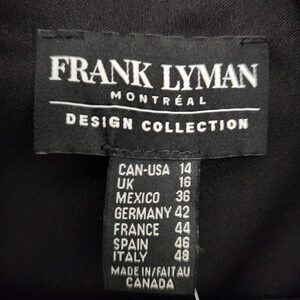 FRANK LYMAN
MONTRÉAL
DESIGN COLLECTION
CAN-USA 14
UK 16
MEXICO 36
GERMANY 42
FRANCE 44
SPAIN 46
ITALY 48
MADE IN/FAIT AU
CANADA